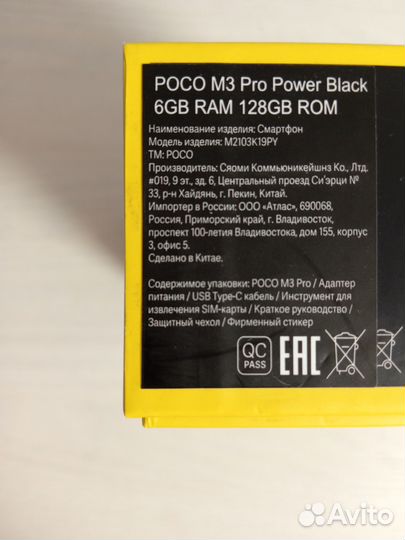 POCO M3 Pro Power Black
6GB RAM 128GB ROM
Наименование изделия: Смартфон
Модель изделия: M2103K19PY
ТМ: POCO
Производитель: Сяоми Коммьюникейшнз Ко., Лтд.
#019, 9 эт., зд. 6, Центральный проезд Си'эрци №
33, р-н Хайдянь, г. Пекин, Китай.
Импортер в России: ООО «Атлас», 690068,
Россия, Приморский край, г. Владивосток,
проспект 100-летия Владивостока, дом 155, корпус
3, офис 5.
Сделано в Китае.
Содержимое упаковки: POCO M3 Pro / Адаптер
питания / USB Type-C кабель / Инструмент для
извлечения SIM-карты / Краткое руководство /
Защитный чехол / Фирменный стикер
QC
PASS
EAC
Avito